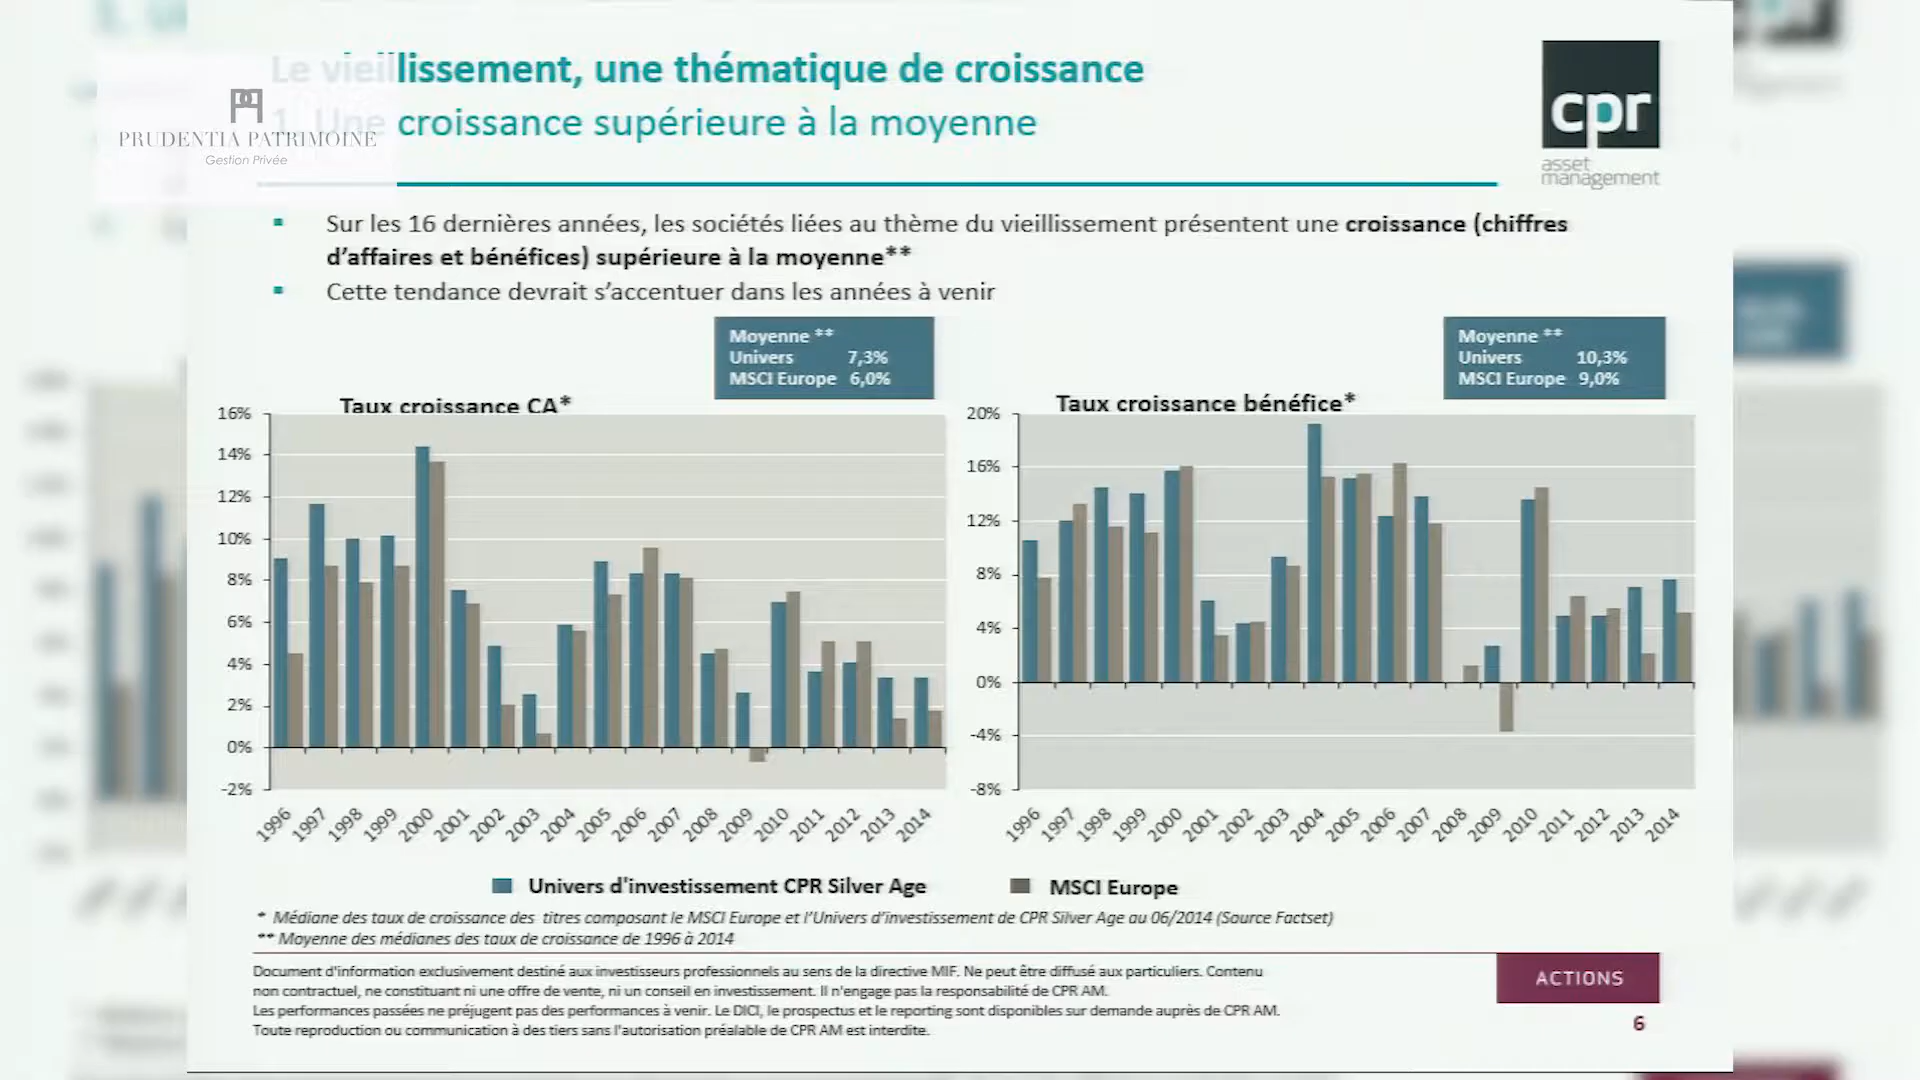 Le vieillissement, une thématique de croissance
1. Une croissance supérieure à la moyenne
PRUDENTIA PATRIMOINE
Gestion Privée
cpr
asset
management
Sur les 16 dernières années, les sociétés liées au thème du vieillissement présentent une croissance (chiffres
d'affaires et bénéfices) supérieure à la moyenne**
Cette tendance devrait s'accentuer dans les années à venir
Moyenne **
Univers 7,3%
MSCI Europe 6,0%
Moyenne **
Univers 10,3%
MSCI Europe 9,0%
Taux croissance CA*
16%
14%
12%
10%
8%
6%
4%
2%
0%
-2%
1996 1997 1998 1999 2000 2001 2002 2003 2004 2005 2006 2007 2008 2009 2010 2011 2012 2013 2014
Taux croissance bénéfice*
20%
16%
12%
8%
4%
0%
-4%
-8%
1996 1997 1998 1999 2000 2001 2002 2003 2004 2005 2006 2007 2008 2009 2010 2011 2012 2013 2014
Univers d'investissement CPR Silver Age
MSCI Europe
* Médiane des taux de croissance des titres composant le MSCI Europe et l'Univers d'investissement de CPR Silver Age au 06/2014 (Source Factset)
** Moyenne des médianes des taux de croissance de 1996 à 2014
Document d'information exclusivement destiné aux investisseurs professionnels au sens de la directive MIF. Ne peut être diffusé aux particuliers. Contenu
non contractuel, ne constituant ni une offre de vente, ni un conseil en investissement. Il n'engage pas la responsabilité de CPR AM.
Les performances passées ne préjugent pas des performances à venir. Le DICI, le prospectus et le reporting sont disponibles sur demande auprès de CPR AM.
Toute reproduction ou communication à des tiers sans l'autorisation préalable de CPR AM est interdite.
ACTIONS
6